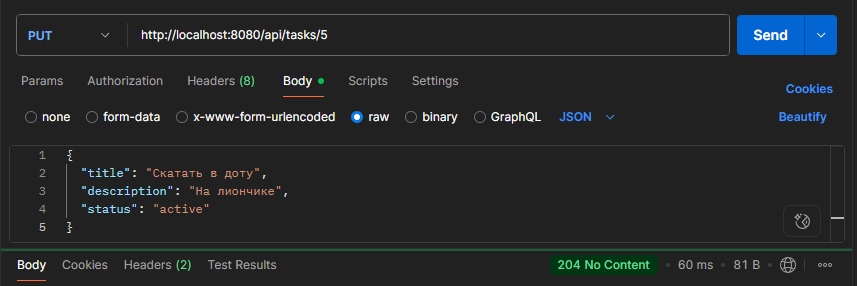 PUT http://localhost:8080/api/tasks/5 Send
Params Authorization Headers (8) Body Scripts Settings Cookies
none form-data x-www-form-urlencoded raw binary GraphQL JSON Beautify
1 {
2 "title": "Скатать в доту",
3 "description": "На лиончике",
4 "status": "active"
5 }
Body Cookies Headers (2) Test Results 204 No Content 60 ms 81 B